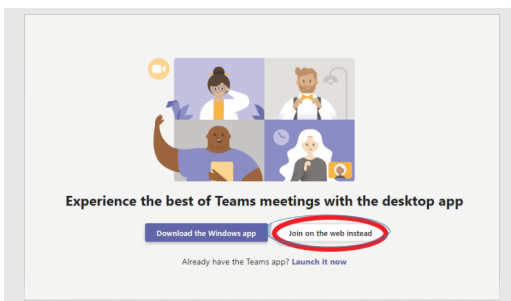 Experience the best of Teams meetings with the desktop app
Download the Windows app Join on the web instead
Already have the Teams app? Launch it now